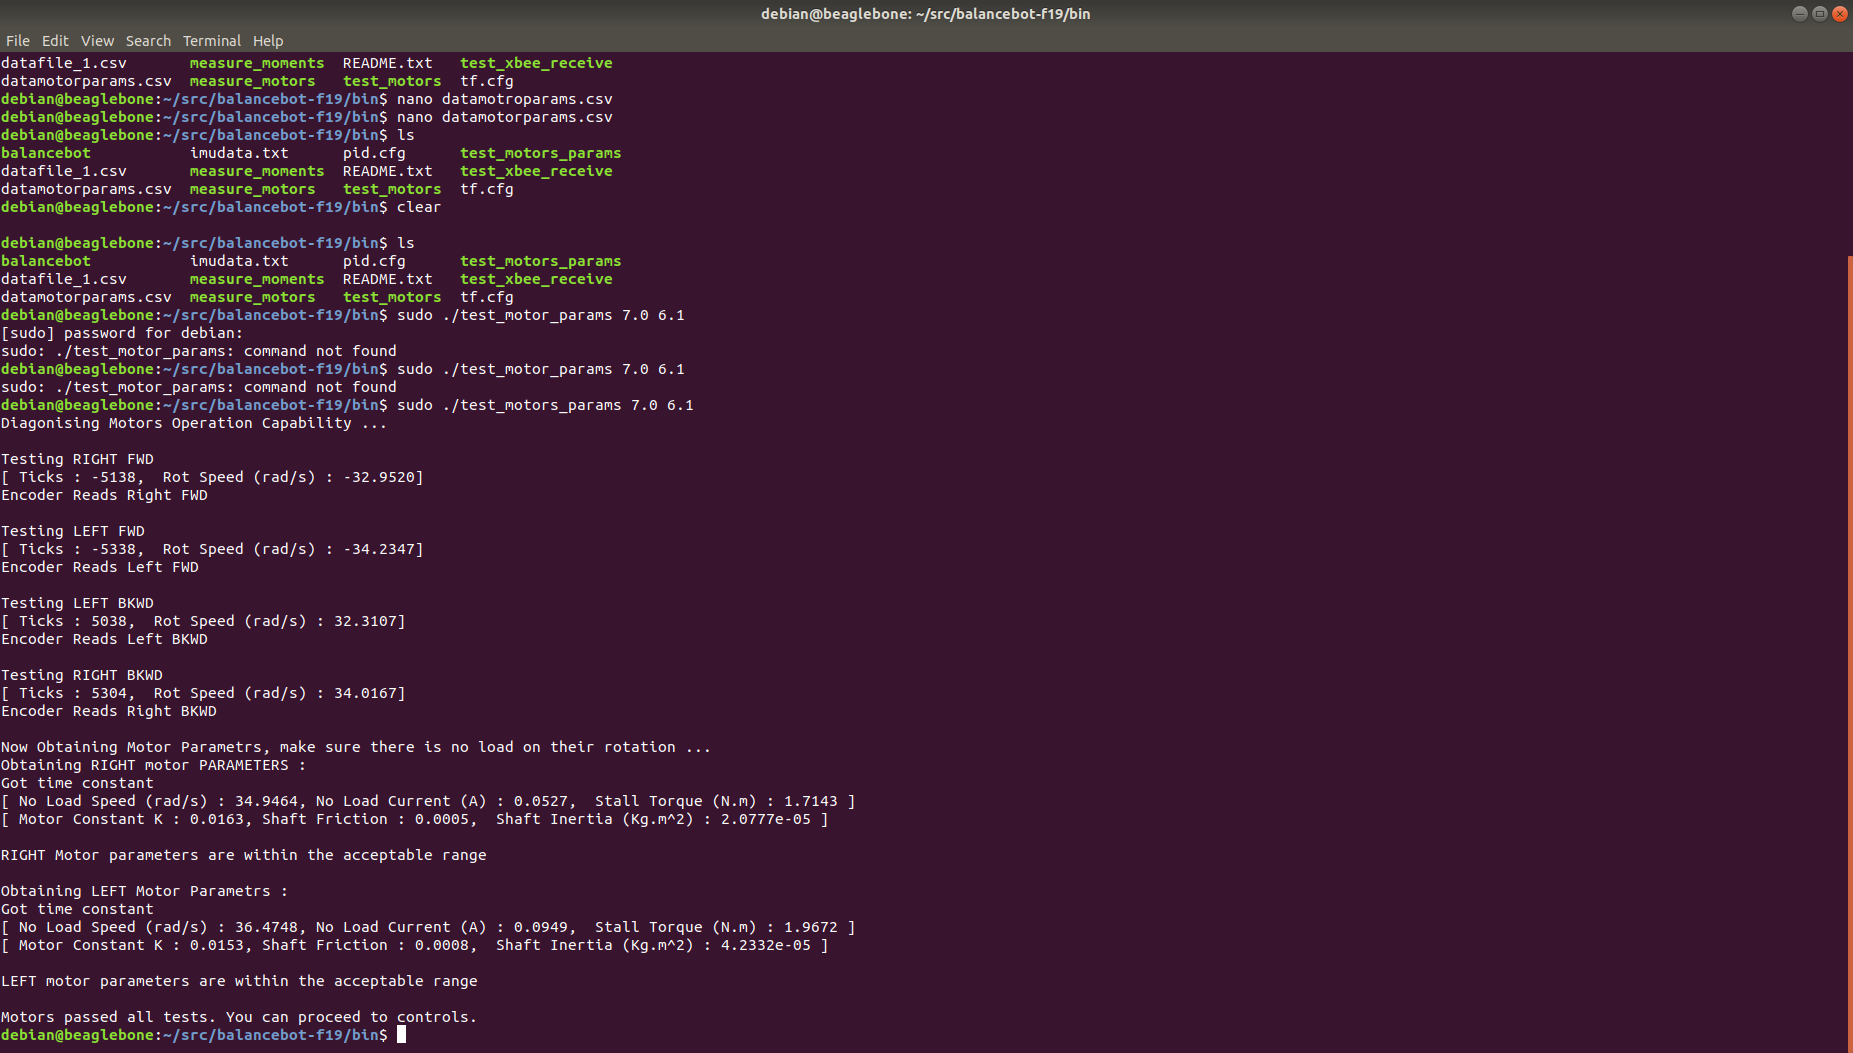 debian@beaglebone: ~/src/balancebot-f19/bin
File Edit View Search Terminal Help
datafile_1.csv       measure_moments  README.txt   test_xbee_receive
datamotorparams.csv  measure_motors   test_motors  tf.cfg
debian@beaglebone:~/src/balancebot-f19/bin$ nano datamotroparams.csv
debian@beaglebone:~/src/balancebot-f19/bin$ nano datamotorparams.csv
debian@beaglebone:~/src/balancebot-f19/bin$ ls
balancebot           imudata.txt      pid.cfg      test_motors_params
datafile_1.csv       measure_moments  README.txt   test_xbee_receive
datamotorparams.csv  measure_motors   test_motors  tf.cfg
debian@beaglebone:~/src/balancebot-f19/bin$ clear
debian@beaglebone:~/src/balancebot-f19/bin$ ls
balancebot           imudata.txt      pid.cfg      test_motors_params
datafile_1.csv       measure_moments  README.txt   test_xbee_receive
datamotorparams.csv  measure_motors   test_motors  tf.cfg
debian@beaglebone:~/src/balancebot-f19/bin$ sudo ./test_motor_params 7.0 6.1
[sudo] password for debian:
sudo: ./test_motor_params: command not found
debian@beaglebone:~/src/balancebot-f19/bin$ sudo ./test_motor_params 7.0 6.1
sudo: ./test_motor_params: command not found
debian@beaglebone:~/src/balancebot-f19/bin$ sudo ./test_motors_params 7.0 6.1
Diagonising Motors Operation Capability ...
Testing RIGHT FWD
[ Ticks : -5138,  Rot Speed (rad/s) : -32.9520]
Encoder Reads Right FWD
Testing LEFT FWD
[ Ticks : -5338,  Rot Speed (rad/s) : -34.2347]
Encoder Reads Left FWD
Testing LEFT BKWD
[ Ticks : 5038,  Rot Speed (rad/s) : 32.3107]
Encoder Reads Left BKWD
Testing RIGHT BKWD
[ Ticks : 5304,  Rot Speed (rad/s) : 34.0167]
Encoder Reads Right BKWD
Now Obtaining Motor Parametrs, make sure there is no load on their rotation ...
Obtaining RIGHT motor PARAMETERS :
Got time constant
[ No Load Speed (rad/s) : 34.9464, No Load Current (A) : 0.0527,  Stall Torque (N.m) : 1.7143 ]
[ Motor Constant K : 0.0163, Shaft Friction : 0.0005,  Shaft Inertia (Kg.m^2) : 2.0777e-05 ]
RIGHT Motor parameters are within the acceptable range
Obtaining LEFT Motor Parametrs :
Got time constant
[ No Load Speed (rad/s) : 36.4748, No Load Current (A) : 0.0949,  Stall Torque (N.m) : 1.9672 ]
[ Motor Constant K : 0.0153, Shaft Friction : 0.0008,  Shaft Inertia (Kg.m^2) : 4.2332e-05 ]
LEFT motor parameters are within the acceptable range
Motors passed all tests. You can proceed to controls.
debian@beaglebone:~/src/balancebot-f19/bin$